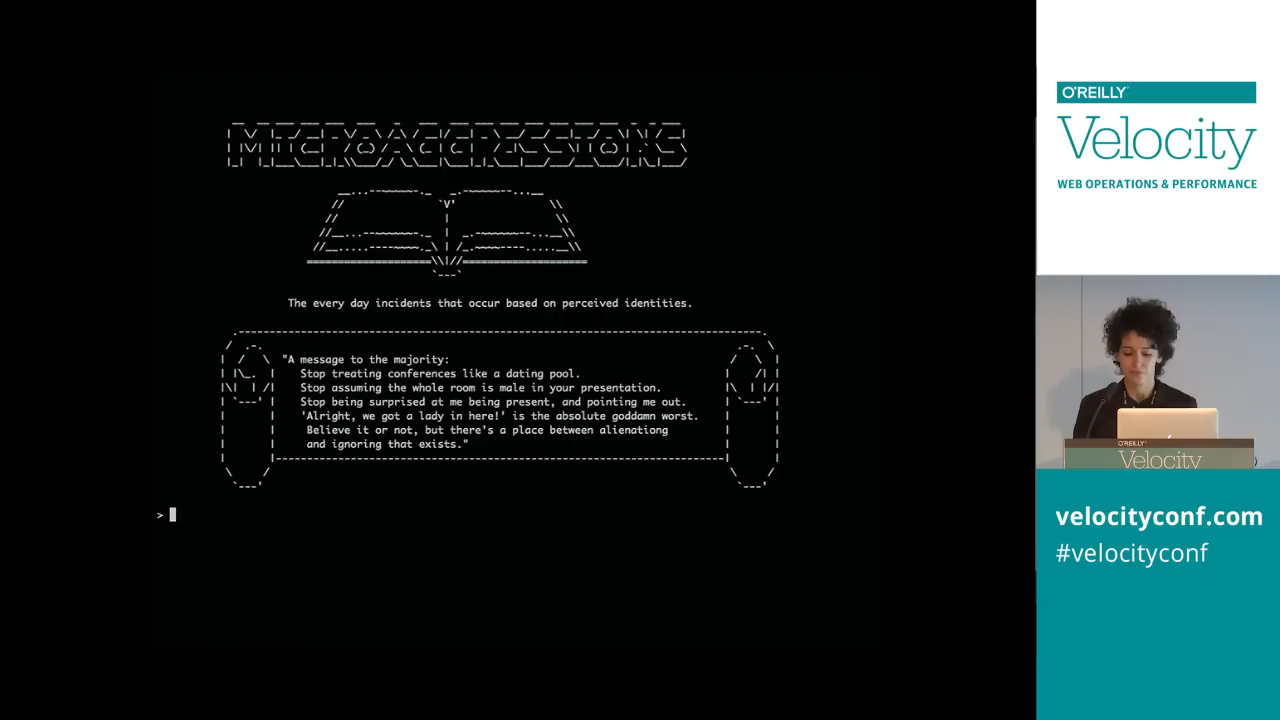 MICROAGGRESSIONS
The every day incidents that occur based on perceived identities.
"A message to the majority:
Stop treating conferences like a dating pool.
Stop assuming the whole room is male in your presentation.
Stop being surprised at me being present, and pointing me out.
'Alright, we got a lady in here!' is the absolute goddamn worst.
Believe it or not, but there's a place between alienationg
and ignoring that exists."
>
O'REILLY
Velocity
WEB OPERATIONS & PERFORMANCE
O'REILLY
Velocity
velocityconf.com
#velocityconf